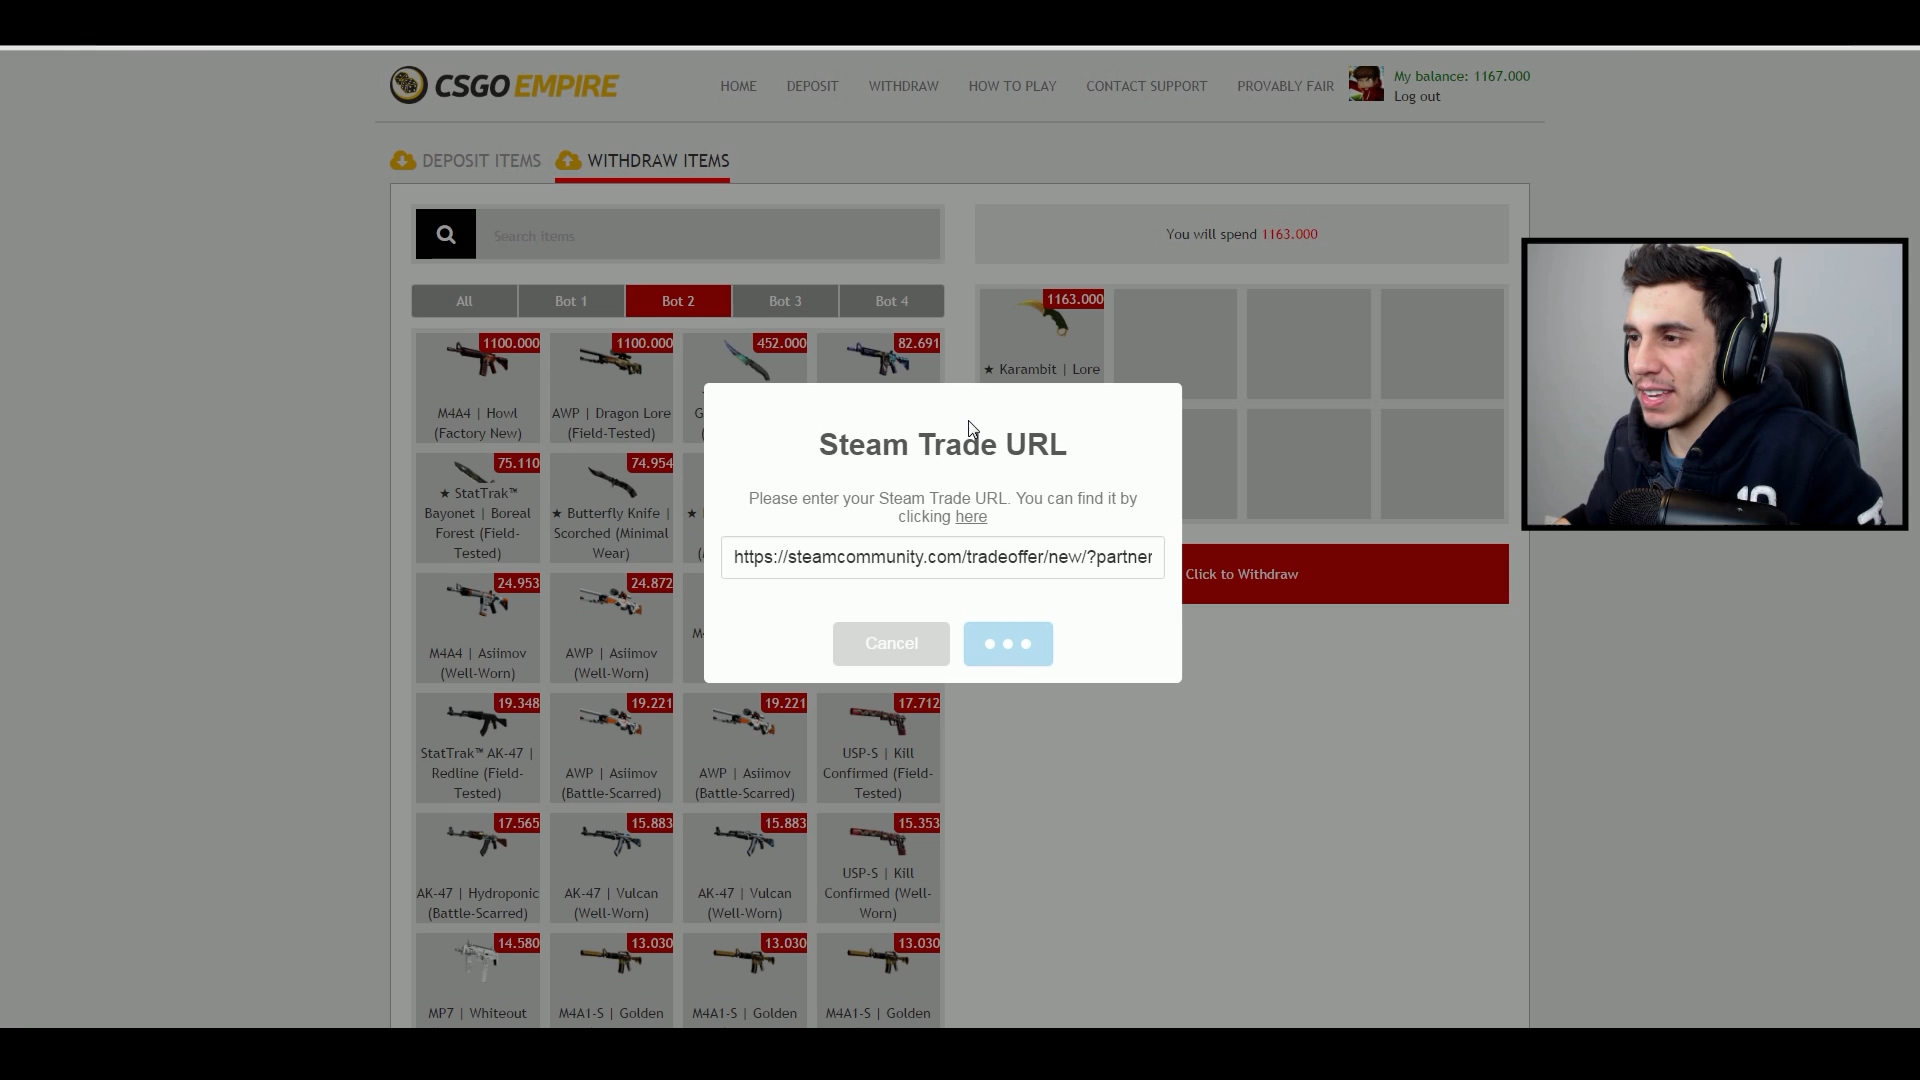 CSGO EMPIRE
HOME DEPOSIT WITHDRAW HOW TO PLAY CONTACT SUPPORT PROVABLY FAIR
My balance: 1167.000
Log out
DEPOSIT ITEMS WITHDRAW ITEMS
Search Items
You will spend 1163.000
All Bot 1 Bot 2 Bot 3 Bot 4
1100.000 1100.000 452.000 82.691
M4A4 | Howl
(Factory New)
AWP | Dragon Lore
(Field-Tested)
1163.000
★ Karambit | Lore
Steam Trade URL
Please enter your Steam Trade URL. You can find it by
clicking here
https://steamcommunity.com/tradeoffer/new/?partner
Cancel
Click to Withdraw
75.110 74.954
★ StatTrak™
Bayonet | Boreal
Forest (Field-
Tested)
★ Butterfly Knife |
Scorched (Minimal
Wear)
24.953 24.872
M4A4 | Asiimov
(Well-Worn)
AWP | Asiimov
(Well-Worn)
19.348 19.221 19.221 17.712
StatTrak™ AK-47 |
Redline (Field-
Tested)
AWP | Asiimov
(Battle-Scarred)
AWP | Asiimov
(Battle-Scarred)
USP-S | Kill
Confirmed (Field-
Tested)
17.565 15.883 15.883 15.353
AK-47 | Hydroponic
(Battle-Scarred)
AK-47 | Vulcan
(Well-Worn)
AK-47 | Vulcan
(Well-Worn)
USP-S | Kill
Confirmed (Well-
Worn)
14.580 13.030 13.030 13.030
MP7 | Whiteout
M4A1-S | Golden
M4A1-S | Golden
M4A1-S | Golden